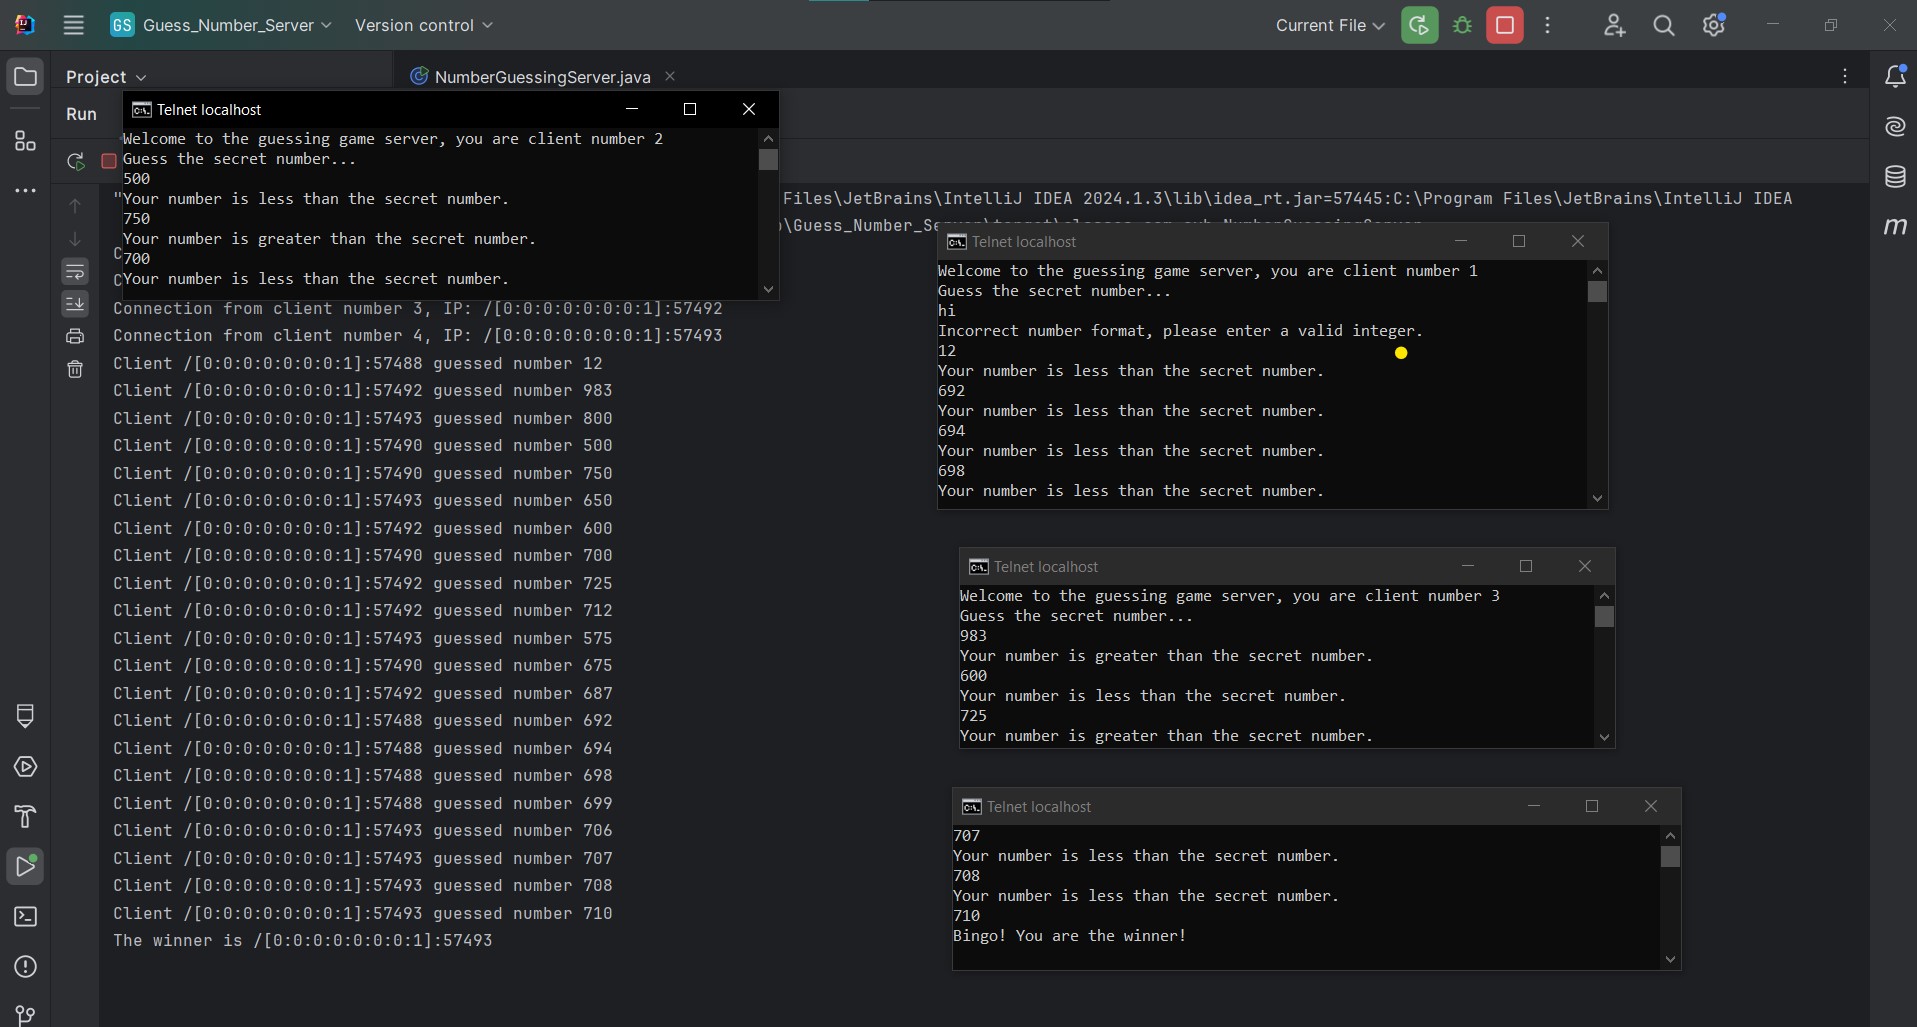 GS Guess_Number_Server Version control Current File
Project
NumberGuessingServer.java
Run
Telnet localhost
Welcome to the guessing game server, you are client number 2
Guess the secret number...
500
Your number is less than the secret number.
750
Your number is greater than the secret number.
700
Your number is less than the secret number.
" Files\JetBrains\IntelliJ IDEA 2024.1.3\lib\idea_rt.jar=57445:C:\Program Files\JetBrains\IntelliJ IDEA
C
C
Connection from client number 3, IP: /[0:0:0:0:0:0:0:1]:57492
Connection from client number 4, IP: /[0:0:0:0:0:0:0:1]:57493
Client /[0:0:0:0:0:0:0:1]:57488 guessed number 12
Client /[0:0:0:0:0:0:0:1]:57492 guessed number 983
Client /[0:0:0:0:0:0:0:1]:57493 guessed number 800
Client /[0:0:0:0:0:0:0:1]:57490 guessed number 500
Client /[0:0:0:0:0:0:0:1]:57490 guessed number 750
Client /[0:0:0:0:0:0:0:1]:57493 guessed number 650
Client /[0:0:0:0:0:0:0:1]:57492 guessed number 600
Client /[0:0:0:0:0:0:0:1]:57490 guessed number 700
Client /[0:0:0:0:0:0:0:1]:57492 guessed number 725
Client /[0:0:0:0:0:0:0:1]:57492 guessed number 712
Client /[0:0:0:0:0:0:0:1]:57493 guessed number 575
Client /[0:0:0:0:0:0:0:1]:57490 guessed number 675
Client /[0:0:0:0:0:0:0:1]:57492 guessed number 687
Client /[0:0:0:0:0:0:0:1]:57488 guessed number 692
Client /[0:0:0:0:0:0:0:1]:57488 guessed number 694
Client /[0:0:0:0:0:0:0:1]:57488 guessed number 698
Client /[0:0:0:0:0:0:0:1]:57488 guessed number 699
Client /[0:0:0:0:0:0:0:1]:57493 guessed number 706
Client /[0:0:0:0:0:0:0:1]:57493 guessed number 707
Client /[0:0:0:0:0:0:0:1]:57493 guessed number 708
Client /[0:0:0:0:0:0:0:1]:57493 guessed number 710
The winner is /[0:0:0:0:0:0:0:1]:57493
Telnet localhost
Welcome to the guessing game server, you are client number 1
Guess the secret number...
hi
Incorrect number format, please enter a valid integer.
12
Your number is less than the secret number.
692
Your number is less than the secret number.
694
Your number is less than the secret number.
698
Your number is less than the secret number.
Telnet localhost
Welcome to the guessing game server, you are client number 3
Guess the secret number...
983
Your number is greater than the secret number.
600
Your number is less than the secret number.
725
Your number is greater than the secret number.
Telnet localhost
707
Your number is less than the secret number.
708
Your number is less than the secret number.
710
Bingo! You are the winner!